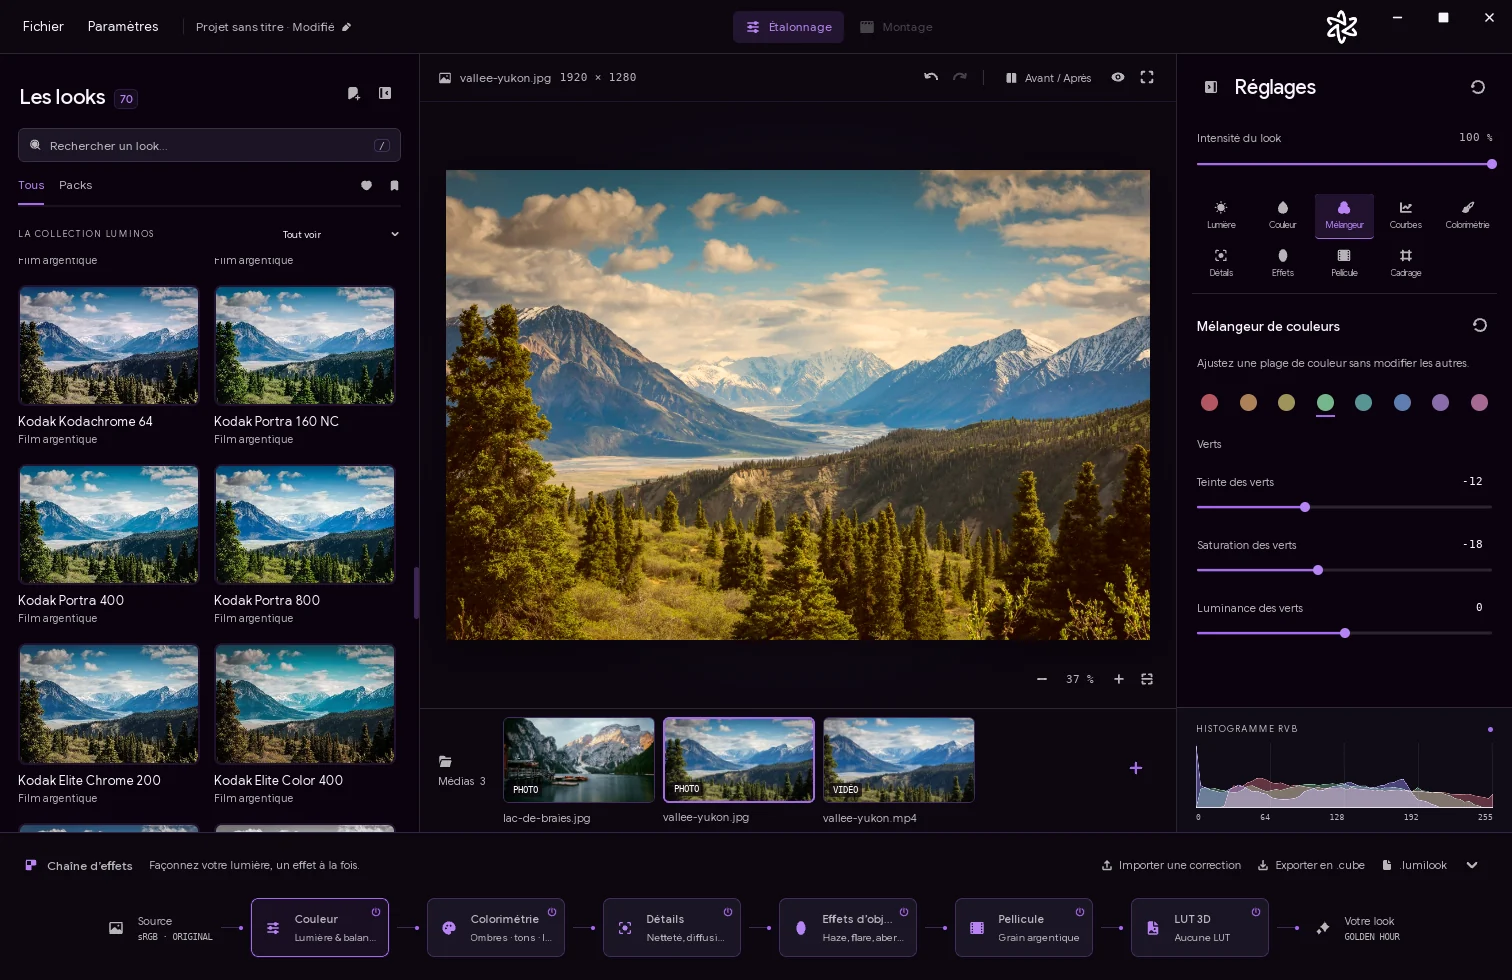 Fichier Paramètres Projet sans titre · Modifié Étalonnage Montage
Les looks 70
Rechercher un look... /
Tous Packs
LA COLLECTION LUMINOS Tout voir
Film argentique Film argentique
Kodak Kodachrome 64 Kodak Portra 160 NC
Film argentique Film argentique
Kodak Portra 400 Kodak Portra 800
Film argentique Film argentique
Kodak Elite Chrome 200 Kodak Elite Color 400
Film argentique Film argentique
vallee-yukon.jpg 1920 × 1280 Avant / Après
37 %
Médias 3
PHOTO PHOTO VIDÉO
lac-de-braies.jpg vallee-yukon.jpg vallee-yukon.mp4
Réglages
Intensité du look 100 %
Lumière Couleur Mélangeur Courbes Colorimétrie
Détails Effets Pellicule Cadrage
Mélangeur de couleurs
Ajustez une plage de couleur sans modifier les autres.
Verts
Teinte des verts -12
Saturation des verts -18
Luminance des verts 0
HISTOGRAMME RVB
0 64 128 192 255
Chaîne d'effets Façonnez votre lumière, un effet à la fois. Importer une correction Exporter en .cube .lumilook
Source Couleur Colorimétrie Détails Effets d'obj... Pellicule LUT 3D Votre look
sRGB · ORIGINAL Lumière & balan... Ombres · tons · l... Netteté, diffusi... Haze, flare, aber... Grain argentique Aucune LUT GOLDEN HOUR